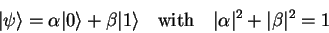 |ψ⟩ = α|0⟩ + β|1⟩ with |α|² + |β|² = 1